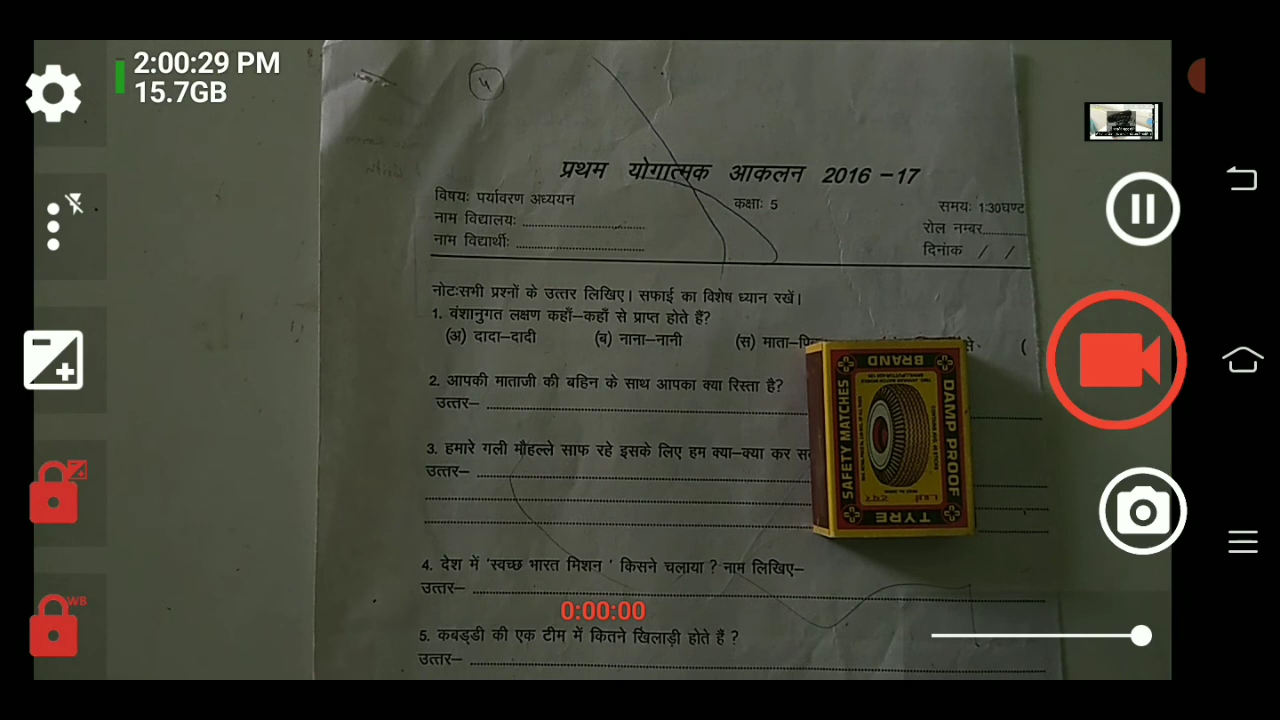 2:00:29 PM
15.7GB
प्रथम योगात्मक आकलन 2016 –17
विषयः पर्यावरण अध्ययन कक्षाः 5 समयः 1:30घण्ट
नाम विद्यालयः रोल नम्बर
नाम विद्यार्थीः दिनांक / /
नोटःसभी प्रश्नों के उत्तर लिखिए। सफाई का विशेष ध्यान रखें।
1. वंशानुगत लक्षण कहाँ–कहाँ से प्राप्त होते हैं?
(अ) दादा–दादी (ब) नाना–नानी (स) माता– से (
2. आपकी माताजी की बहिन के साथ आपका क्या रिस्ता है?
उत्तर–
3. हमारे गली मौहल्ले साफ रहे इसके लिए हम क्या–क्या कर
उत्तर–
4. देश में 'स्वच्छ भारत मिशन ' किसने चलाया ? नाम लिखिए–
उत्तर–
5. कबड्डी की एक टीम में कितने खिलाड़ी होते हैं ?
उत्तर–
BRAND
SAFETY MATCHES
DAMP PROOF
TYRE
0:00:00
WB